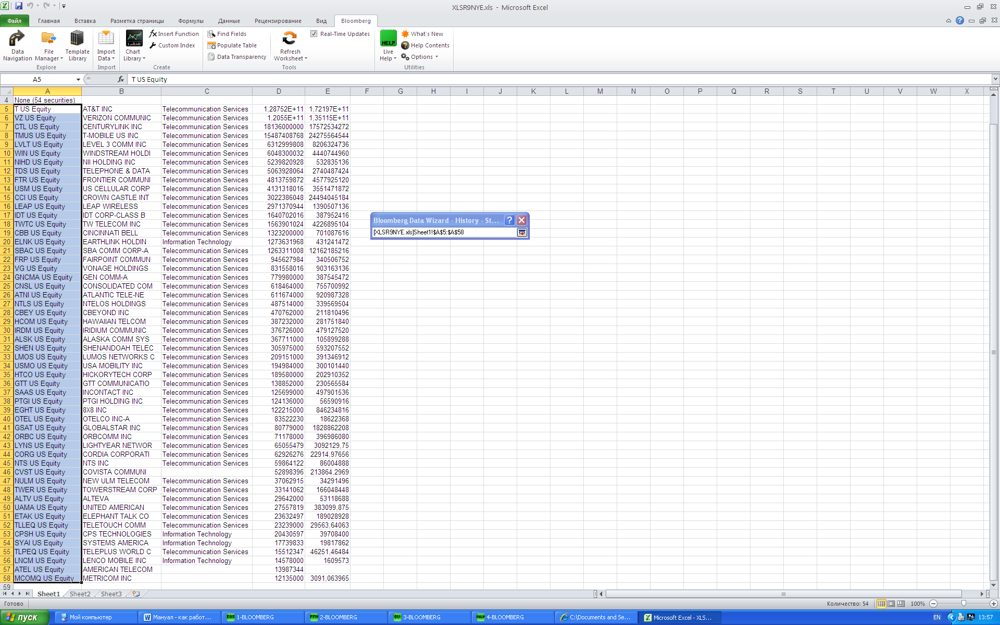 XLSR9NYE.xls - Microsoft Excel
Файл Главная Вставка Разметка страницы Формулы Данные Рецензирование Вид Bloomberg
Data Navigation File Manager Template Library Import Data Chart Library Insert Function Custom Index Find Fields Populate Table Data Transparency Refresh Worksheet Real-Time Updates HELP Live Help What's New Help Contents Options
Explore Import Create Tools Utilities
A5 fx T US Equity
A B C D E F G H I J K L M N O P Q R S T U V W X
4 None (54 securities)
5 T US Equity AT&T INC Telecommunication Services 1,28752E+11 1,72197E+11
6 VZ US Equity VERIZON COMMUNIC Telecommunication Services 1,2055E+11 1,35115E+11
7 CTL US Equity CENTURYLINK INC Telecommunication Services 18136000000 17572534272
8 TMUS US Equity T-MOBILE US INC Telecommunication Services 15487408768 24275564544
9 LVLT US Equity LEVEL 3 COMM INC Telecommunication Services 6312999808 8206324736
10 WIN US Equity WINDSTREAM HOLDI Telecommunication Services 6048300032 4440744960
11 NIHD US Equity NII HOLDING INC Telecommunication Services 5239820928 532835136
12 TDS US Equity TELEPHONE & DATA Telecommunication Services 5063928064 2740487424
13 FTR US Equity FRONTIER COMMUNI Telecommunication Services 4813759872 4577925120
14 USM US Equity US CELLULAR CORP Telecommunication Services 4131318016 3551471872
15 CCI US Equity CROWN CASTLE INT Telecommunication Services 3022386048 24494045184
16 LEAP US Equity LEAP WIRELESS Telecommunication Services 2971370944 1390507136
17 IDT US Equity IDT CORP-CLASS B Telecommunication Services 1640702016 387952416
18 TWTC US Equity TW TELECOM INC Telecommunication Services 1563901024 4226895104
19 CBB US Equity CINCINNATI BELL Telecommunication Services 1323200000 701087616
20 ELNK US Equity EARTHLINK HOLDIN Information Technology 1273631968 431241472
21 SBAC US Equity SBA COMM CORP-A Telecommunication Services 1263311008 12162185216
22 FRP US Equity FAIRPOINT COMMUN Telecommunication Services 945627984 340506752
23 VG US Equity VONAGE HOLDINGS Telecommunication Services 831558016 903163136
24 GNCMA US Equity GEN COMM-A Telecommunication Services 779980000 387545472
25 CNSL US Equity CONSOLIDATED COM Telecommunication Services 618464000 755700992
26 ATNI US Equity ATLANTIC TELE-NE Telecommunication Services 611674000 920987328
27 NTLS US Equity NTELOS HOLDINGS Telecommunication Services 487514000 339569504
28 CBEY US Equity CBEYOND INC Telecommunication Services 470762000 211810496
29 HCOM US Equity HAWAIIAN TELCOM Telecommunication Services 387232000 281751840
30 IRDM US Equity IRIDIUM COMMUNIC Telecommunication Services 376726000 479127520
31 ALSK US Equity ALASKA COMM SYS Telecommunication Services 367711000 105899288
32 SHEN US Equity SHENANDOAH TELEC Telecommunication Services 305975000 593207552
33 LMOS US Equity LUMOS NETWORKS C Telecommunication Services 209151000 391346912
34 USMO US Equity USA MOBILITY INC Telecommunication Services 194984000 300101440
35 HTCO US Equity HICKORYTECH CORP Telecommunication Services 189580000 202910352
36 GTT US Equity GTT COMMUNICATIO Telecommunication Services 138852000 230565584
37 SAAS US Equity INCONTACT INC Telecommunication Services 125699000 497901536
38 PTGI US Equity PTGI HOLDING INC Telecommunication Services 124136000 56590916
39 EGHT US Equity 8X8 INC Telecommunication Services 122215000 846234816
40 OTEL US Equity OTELCO INC-A Telecommunication Services 83522230 18622368
41 GSAT US Equity GLOBALSTAR INC Telecommunication Services 80779000 1828862208
42 ORBC US Equity ORBCOMM INC Telecommunication Services 71178000 396986080
43 LYNS US Equity LIGHTYEAR NETWOR Telecommunication Services 65055479 3092129,75
44 CORG US Equity CORDIA CORPORATI Telecommunication Services 62926276 22914,97656
45 NTS US Equity NTS INC Telecommunication Services 59864122 86004888
46 CVST US Equity COVISTA COMMUNI 52898396 213864,2969
47 NULM US Equity NEW ULM TELECOM Telecommunication Services 37062915 34291496
48 TWER US Equity TOWERSTREAM CORP Telecommunication Services 33141062 166048448
49 ALTV US Equity ALTEVA Telecommunication Services 29642000 53118688
50 UAMA US Equity UNITED AMERICAN Telecommunication Services 27557819 383099,875
51 ETAK US Equity ELEPHANT TALK CO Telecommunication Services 23632497 189028928
52 TLLEQ US Equity TELETOUCH COMM Telecommunication Services 23239000 29563,64063
53 CPSH US Equity CPS TECHNOLOGIES Information Technology 20430597 39708400
54 SYAI US Equity SYSTEMS AMERICA Information Technology 17739833 19817862
55 TLPEQ US Equity TELEPLUS WORLD C Telecommunication Services 15512347 46251,46484
56 LNCM US Equity LENCO MOBILE INC Information Technology 14578000 1609573
57 ATEL US Equity AMERICAN TELECOM 13987344
58 MCOMQ US Equity METRICOM INC 12135000 3091,063965
59
Bloomberg Data Wizard - History - St...
[XLSR9NYE.xls]Sheet1!$A$5:$A$58
Sheet1 Sheet2 Sheet3
Готово Количество: 54 100%
пуск Мой компьютер Мануал - как работ... EQS 1-BLOOMBERG FFM 2-BLOOMBERG BU 3-BLOOMBERG FHLP 4-BLOOMBERG C:\Documents and Se... Microsoft Excel - XLS... EN 13:57